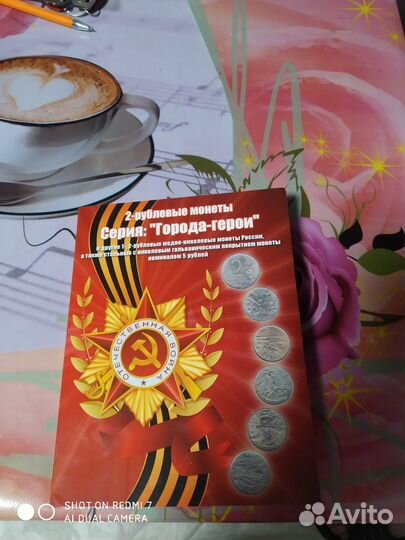 2-рублевые монеты
Серия: "Города-герои"
и другие 1- 2-рублевые медно-никелевые монеты России,
а также стальные с никелевым гальваническим покрытием монеты
номиналом 5 рублей
ОТЕЧЕСТВЕННАЯ ВОЙНА
SHOT ON REDMI 7
AI DUAL CAMERA
Avito